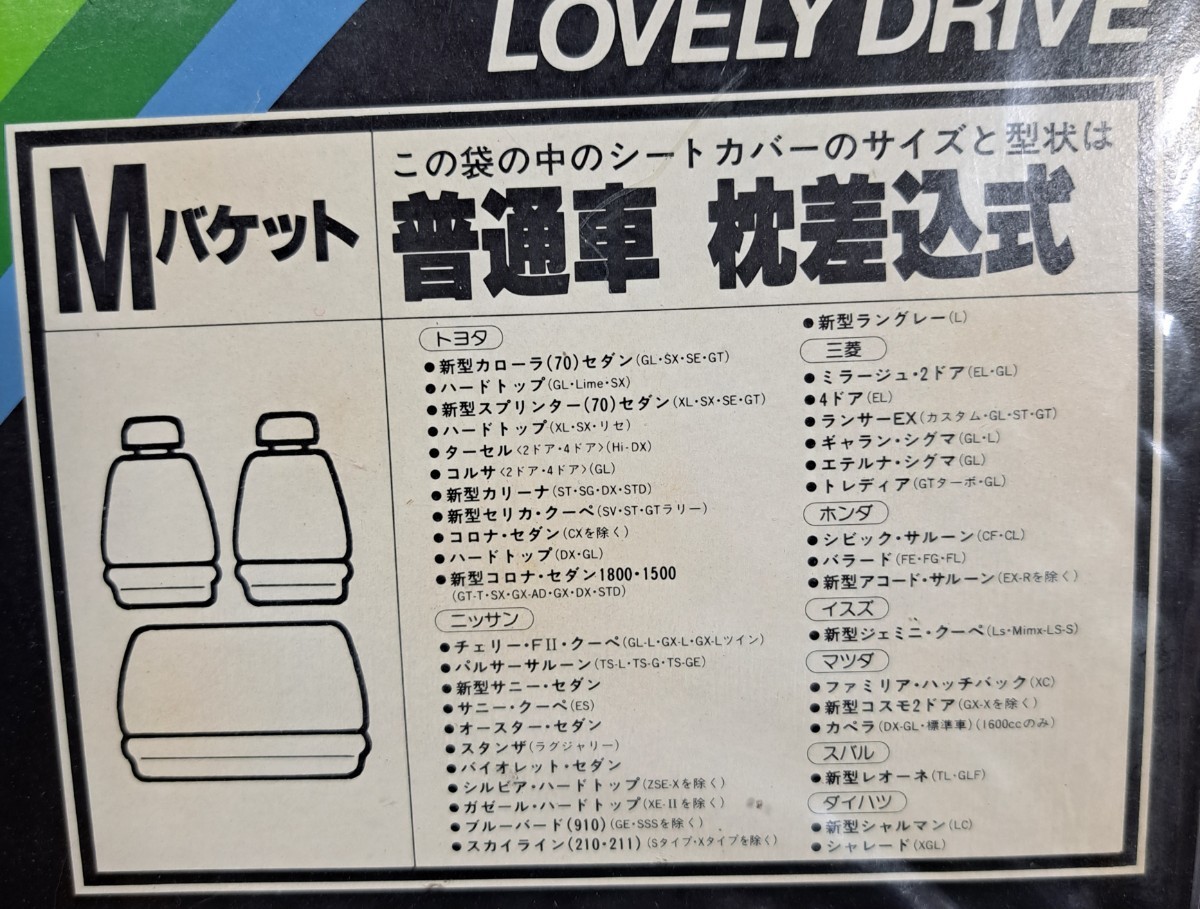 LOVELY DRIVE
Mバケット
この袋の中のシートカバーのサイズと型状は
普通車 枕差込式
トヨタ
●新型カローラ(70)セダン(GL・SX・SE・GT)
●ハードトップ(GL・Lime・SX)
●新型スプリンター(70)セダン(XL・SX・SE・GT)
●ハードトップ(XL・SX・リセ)
●ターセル<2ドア・4ドア>(Hi-DX)
●コルサ<2ドア・4ドア>(GL)
●新型カリーナ(ST・SG・DX・STD)
●新型セリカ・クーペ(SV・ST・GTラリー)
●コロナ・セダン(CXを除く)
●ハードトップ(DX・GL)
●新型コロナ・セダン1800・1500
(GT-T・SX・GX-AD・GX・DX・STD)
ニッサン
●チェリー・FII・クーペ(GL-L・GX-L・GX-Lツイン)
●パルサーサルーン(TS-L・TS-G・TS-GE)
●新型サニー・セダン
●サニー・クーペ(ES)
●オースター・セダン
●スタンザ(ラグジャリー)
●バイオレット・セダン
●シルビア・ハードトップ(ZSE-Xを除く)
●ガゼール・ハードトップ(XE-IIを除く)
●ブルーバード(910)(GE・SSSを除く)
●スカイライン(210・211)(Sタイプ・Xタイプを除く)
●新型ラングレー(L)
三菱
●ミラージュ・2ドア(EL・GL)
●4ドア(EL)
●ランサーEX(カスタム・GL・ST・GT)
●ギャラン・シグマ(GL・L)
●エテルナ・シグマ(GL)
●トレディア(GTターボ・GL)
ホンダ
●シビック・サルーン(CF・CL)
●バラード(FE・FG・FL)
●新型アコード・サルーン(EX-Rを除く)
イスズ
●新型ジェミニ・クーペ(Ls・Mimx-LS-S)
マツダ
●ファミリア・ハッチバック(XC)
●新型コスモ2ドア(GX-Xを除く)
●カペラ(DX-GL・標準車)(1600ccのみ)
スバル
●新型レオーネ(TL・GLF)
ダイハツ
●新型シャルマン(LC)
●シャレード(XGL)